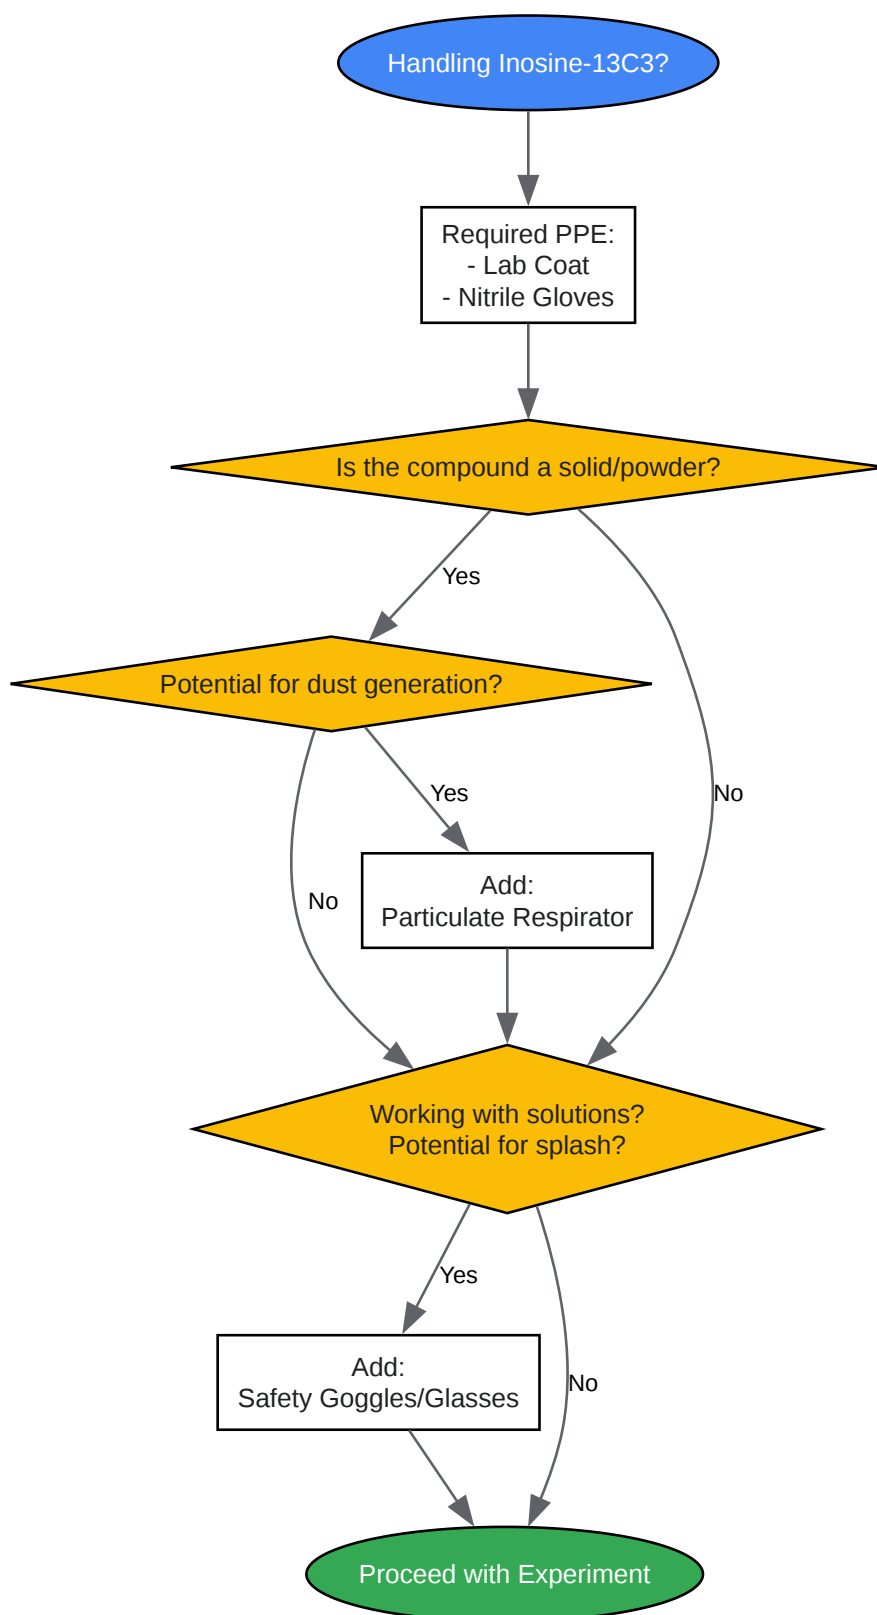 Handling Inosine-13C3?
Required PPE:
- Lab Coat
- Nitrile Gloves
Is the compound a solid/powder?
Yes
Potential for dust generation?
Yes
No
No
Add:
Particulate Respirator
Working with solutions?
Potential for splash?
Yes
Add:
Safety Goggles/Glasses
No
Proceed with Experiment